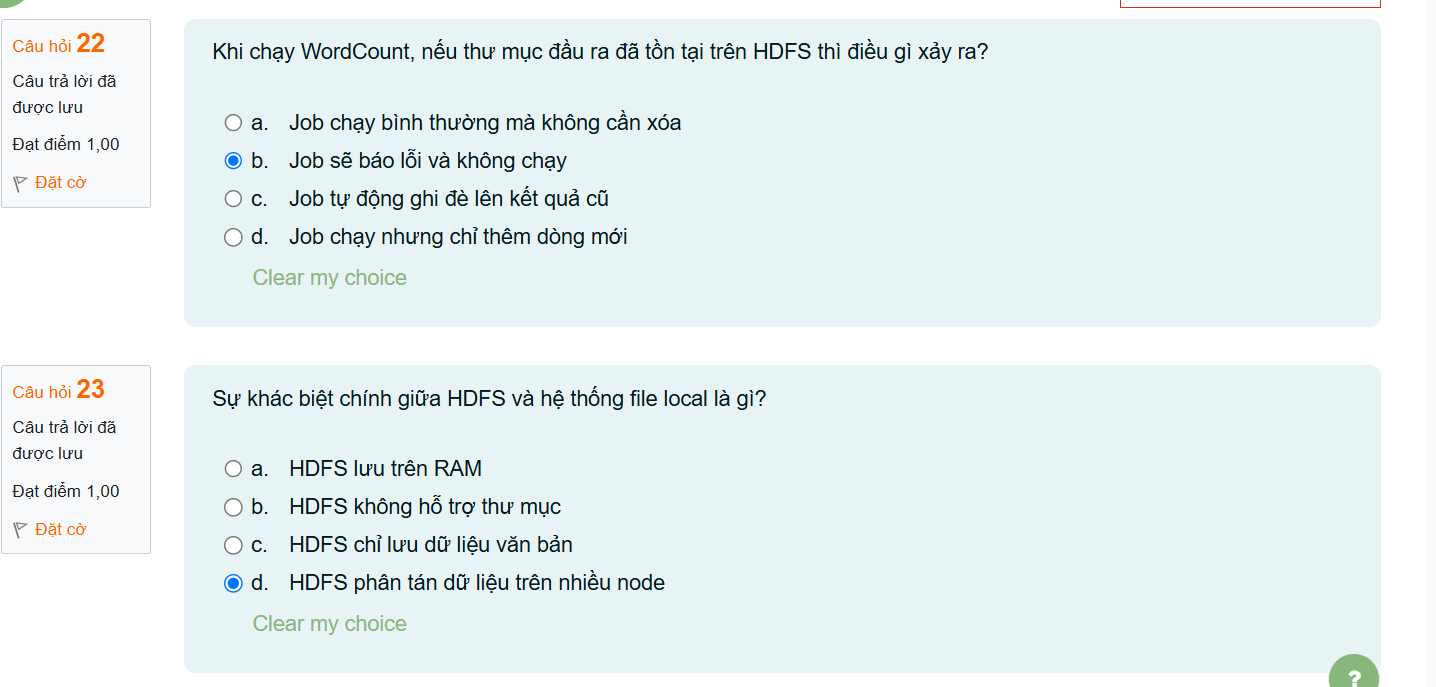 Câu hỏi 22
Câu trả lời đã
được lưu
Đạt điểm 1,00
Đặt cờ
Khi chạy WordCount, nếu thư mục đầu ra đã tồn tại trên HDFS thì điều gì xảy ra?
a. Job chạy bình thường mà không cần xóa
b. Job sẽ báo lỗi và không chạy
c. Job tự động ghi đè lên kết quả cũ
d. Job chạy nhưng chỉ thêm dòng mới
Clear my choice
Câu hỏi 23
Câu trả lời đã
được lưu
Đạt điểm 1,00
Đặt cờ
Sự khác biệt chính giữa HDFS và hệ thống file local là gì?
a. HDFS lưu trên RAM
b. HDFS không hỗ trợ thư mục
c. HDFS chỉ lưu dữ liệu văn bản
d. HDFS phân tán dữ liệu trên nhiều node
Clear my choice
?